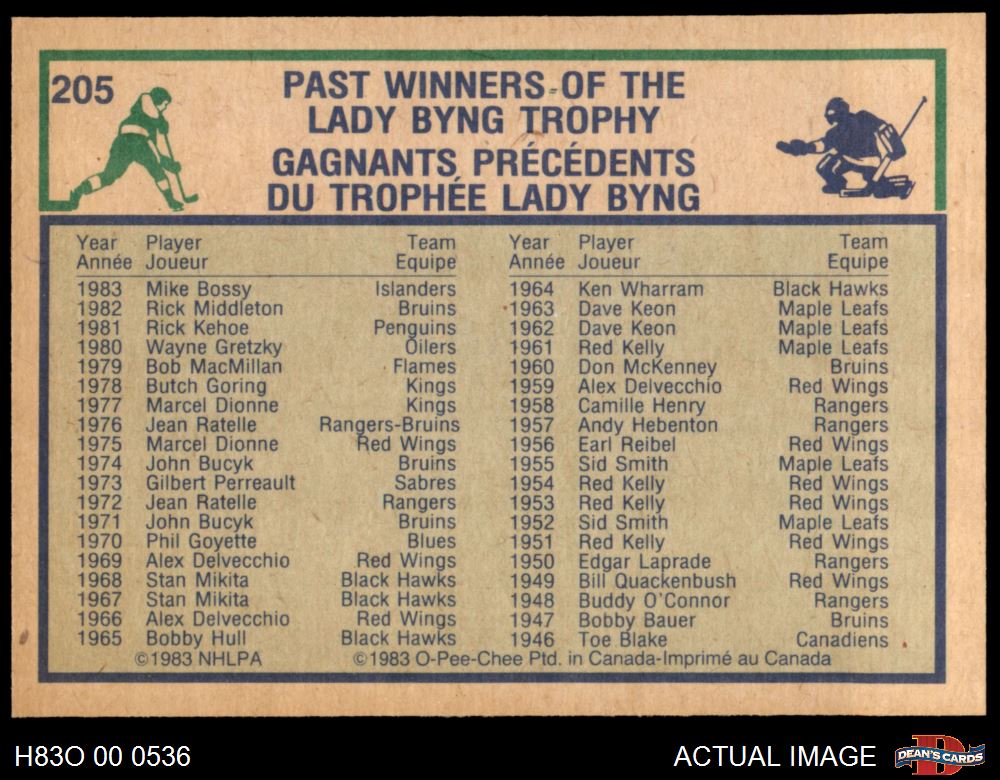 205
PAST WINNERS OF THE
LADY BYNG TROPHY
GAGNANTS PRÉCÉDENTS
DU TROPHÉE LADY BYNG
Year Player Team
Année Joueur Equipe
1983 Mike Bossy Islanders
1982 Rick Middleton Bruins
1981 Rick Kehoe Penguins
1980 Wayne Gretzky Oilers
1979 Bob MacMillan Flames
1978 Butch Goring Kings
1977 Marcel Dionne Kings
1976 Jean Ratelle Rangers-Bruins
1975 Marcel Dionne Red Wings
1974 John Bucyk Bruins
1973 Gilbert Perreault Sabres
1972 Jean Ratelle Rangers
1971 John Bucyk Bruins
1970 Phil Goyette Blues
1969 Alex Delvecchio Red Wings
1968 Stan Mikita Black Hawks
1967 Stan Mikita Black Hawks
1966 Alex Delvecchio Red Wings
1965 Bobby Hull Black Hawks
Year Player Team
Année Joueur Equipe
1964 Ken Wharram Black Hawks
1963 Dave Keon Maple Leafs
1962 Dave Keon Maple Leafs
1961 Red Kelly Maple Leafs
1960 Don McKenney Bruins
1959 Alex Delvecchio Red Wings
1958 Camille Henry Rangers
1957 Andy Hebenton Rangers
1956 Earl Reibel Red Wings
1955 Sid Smith Maple Leafs
1954 Red Kelly Red Wings
1953 Red Kelly Red Wings
1952 Sid Smith Maple Leafs
1951 Red Kelly Red Wings
1950 Edgar Laprade Rangers
1949 Bill Quackenbush Red Wings
1948 Buddy O'Connor Rangers
1947 Bobby Bauer Bruins
1946 Toe Blake Canadiens
©1983 NHLPA ©1983 O-Pee-Chee Ptd. in Canada-Imprimé au Canada
H83O 00 0536 ACTUAL IMAGE DEAN'S CARDS